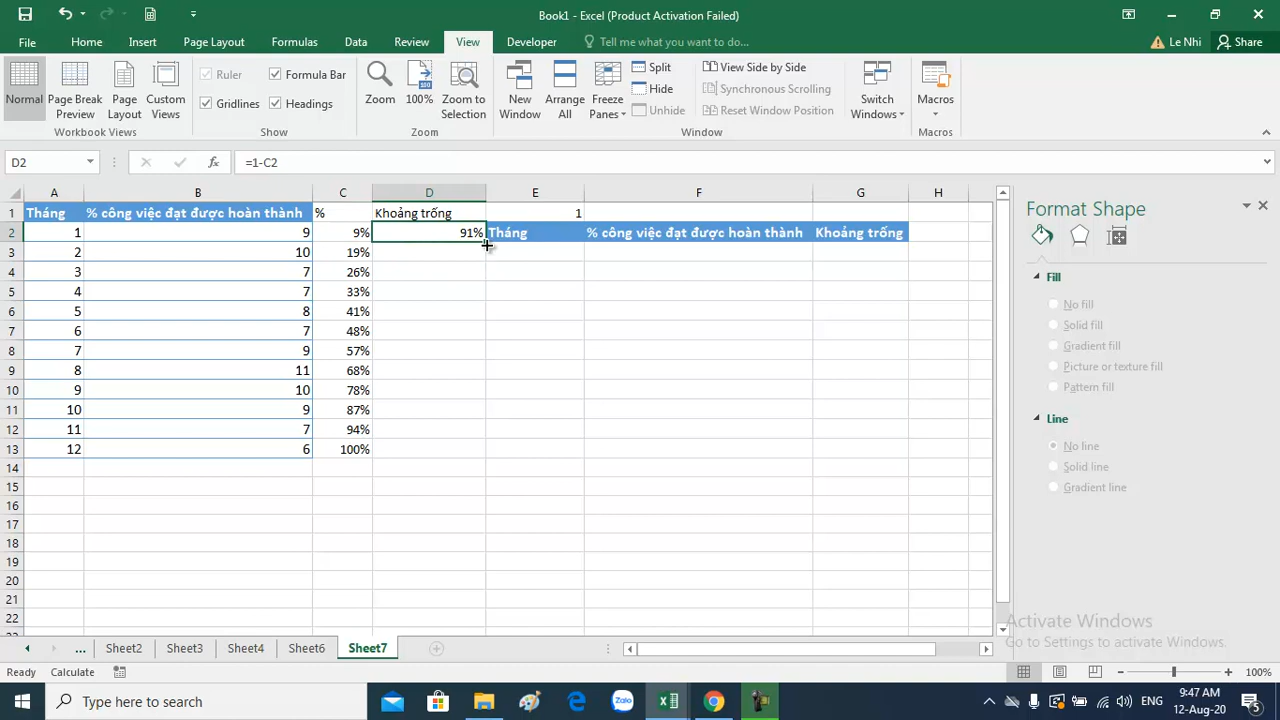 Book1 - Excel (Product Activation Failed)
File Home Insert Page Layout Formulas Data Review View Developer Tell me what you want to do... Le Nhi Share
Normal Page Break Preview Page Layout Custom Views
Workbook Views
Ruler Formula Bar
Gridlines Headings
Show
Zoom 100% Zoom to Selection
Zoom
New Window Arrange All Freeze Panes
Split
Hide
Unhide
View Side by Side
Synchronous Scrolling
Reset Window Position
Window
Switch Windows
Macros
Macros
D2 fx =1-C2
A B C D E F G H
1 Tháng % công việc đạt được hoàn thành % Khoảng trống 1
2 1 9 9% 91% Tháng % công việc đạt được hoàn thành Khoảng trống
3 2 10 19%
4 3 7 26%
5 4 7 33%
6 5 8 41%
7 6 7 48%
8 7 9 57%
9 8 11 68%
10 9 10 78%
11 10 9 87%
12 11 7 94%
13 12 6 100%
14
15
16
17
18
19
20
21
22
Format Shape
Fill
No fill
Solid fill
Gradient fill
Picture or texture fill
Pattern fill
Line
No line
Solid line
Gradient line
Activate Windows
Go to Settings to activate Windows.
... Sheet2 Sheet3 Sheet4 Sheet6 Sheet7
Ready Calculate 100%
Type here to search Zalo ENG 9:47 AM
12-Aug-20 5